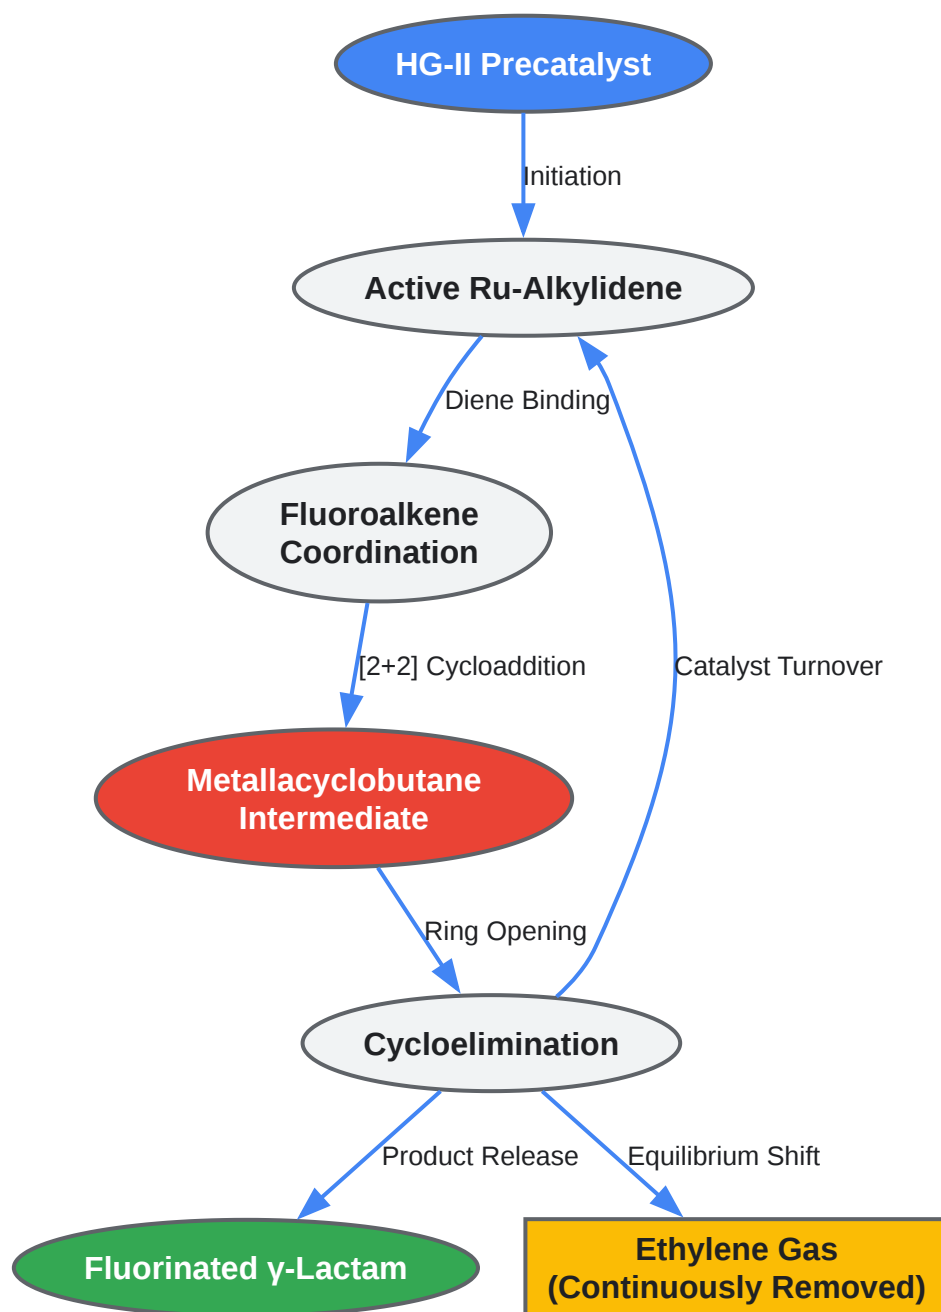 HG-II Precatalyst
Initiation
Active Ru-Alkylidene
Diene Binding
Fluoroalkene
Coordination
[2+2] Cycloaddition
Catalyst Turnover
Metallacyclobutane
Intermediate
Ring Opening
Cycloelimination
Product Release
Equilibrium Shift
Fluorinated γ-Lactam
Ethylene Gas
(Continuously Removed)